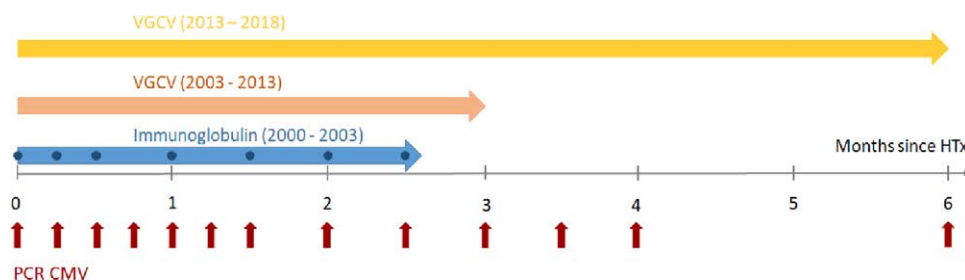 VGCV (2013 – 2018)
VGCV (2003 - 2013)
Immunoglobulin (2000 - 2003)
Months since HTx
0 1 2 3 4 5 6
PCR CMV